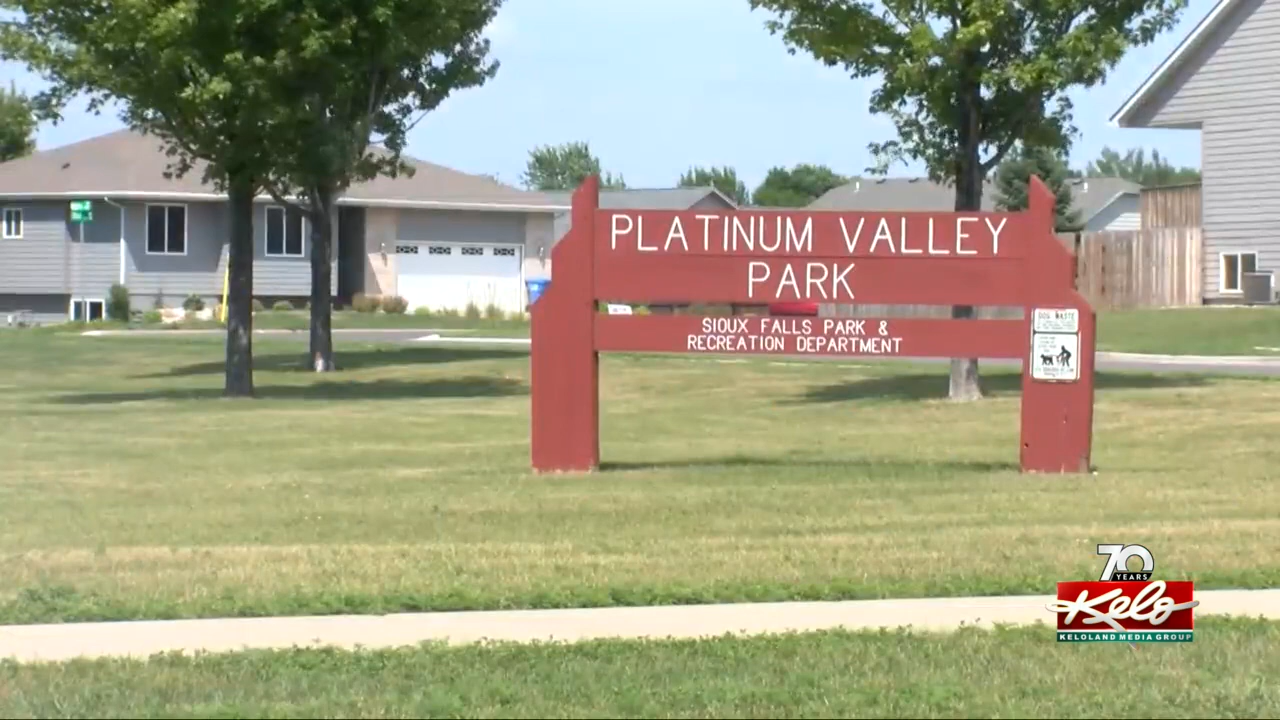 PLATINUM VALLEY
PARK
SIOUX FALLS PARK &
RECREATION DEPARTMENT
DOG WASTE
70
YEARS
Kelo
KELOLAND MEDIA GROUP